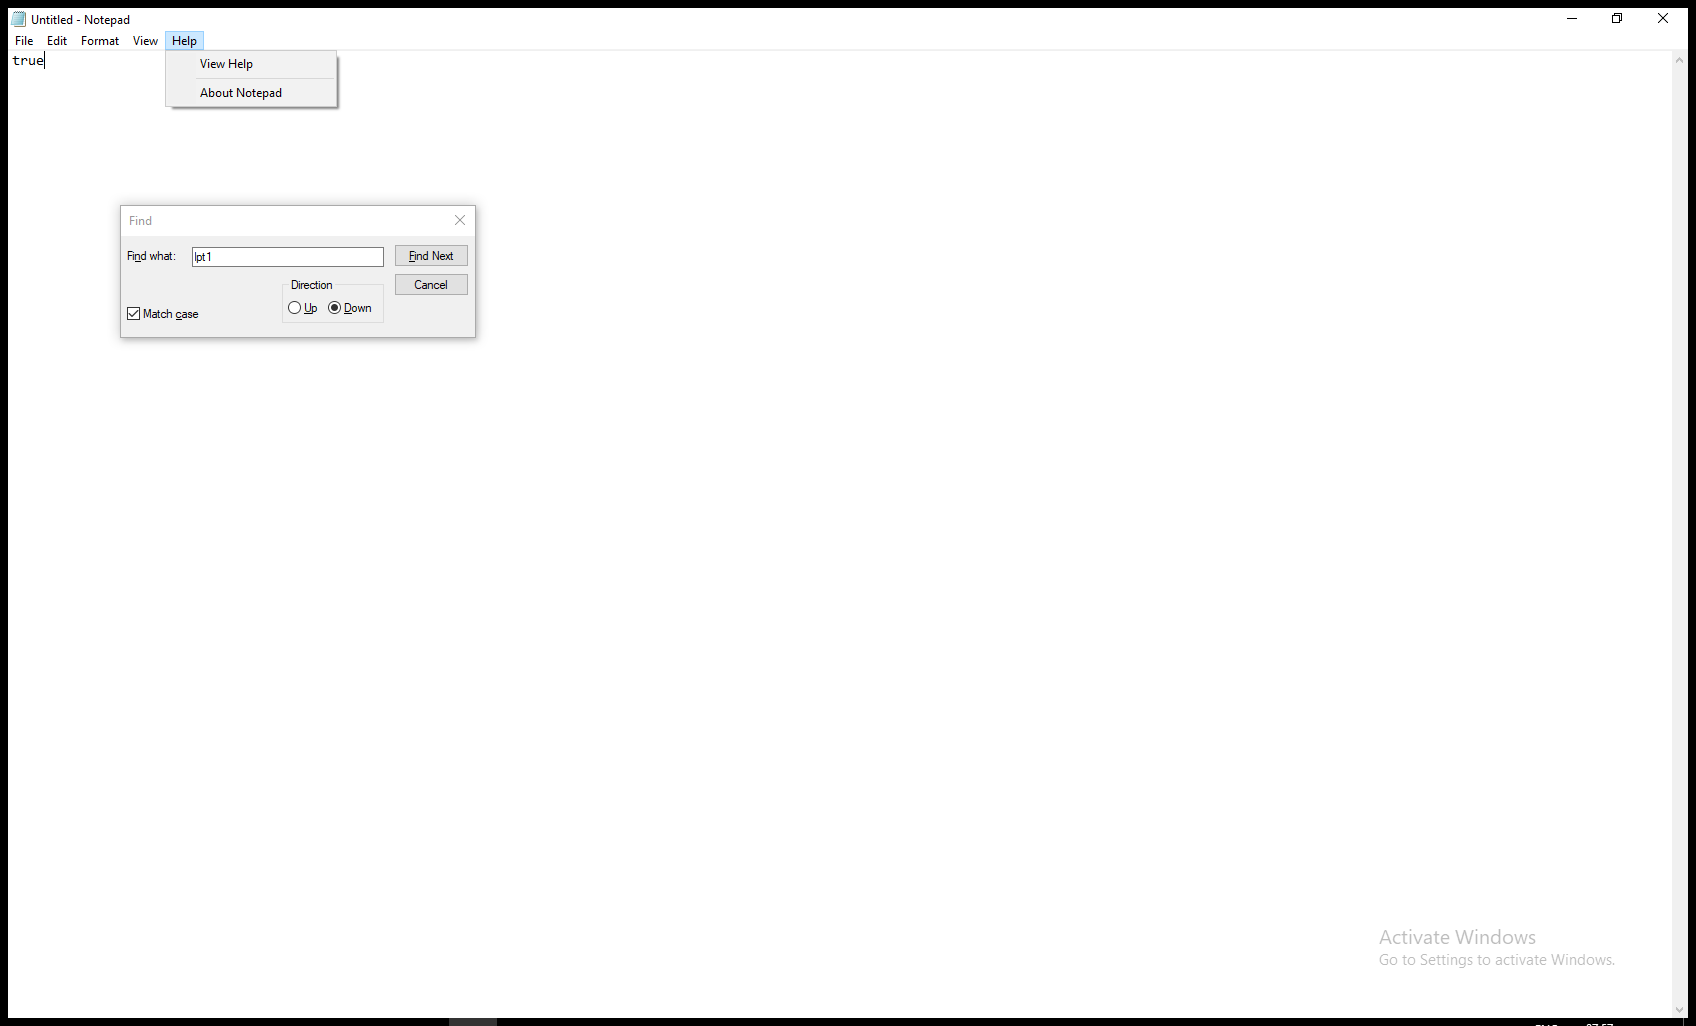 Untitled - Notepad
File Edit Format View Help
true
View Help
About Notepad
Find
Find what: lpt1 Find Next
Direction Cancel
Up Down
Match case
Activate Windows
Go to Settings to activate Windows.